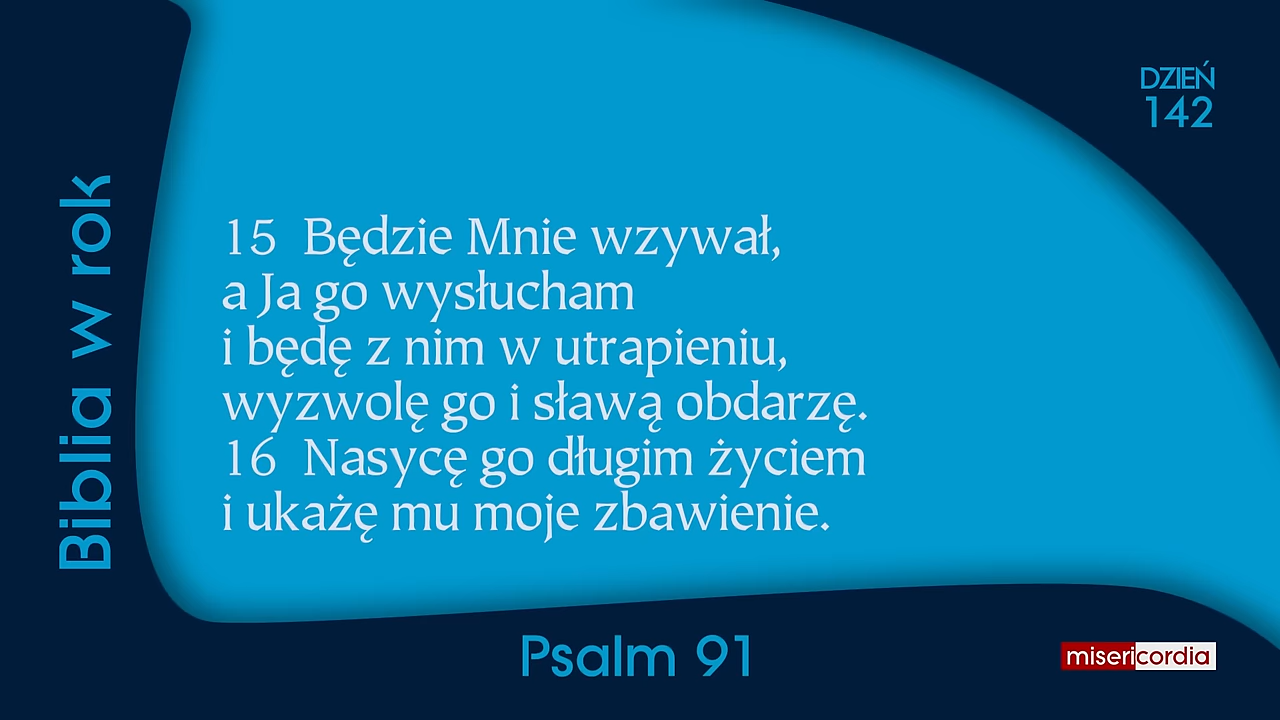 DZIEŃ
142
Biblia w rok
15 Będzie Mnie wzywał,
a Ja go wysłucham
i będę z nim w utrapieniu,
wyzwolę go i sławą obdarzę.
16 Nasycę go długim życiem
i ukażę mu moje zbawienie.
Psalm 91
misericordia